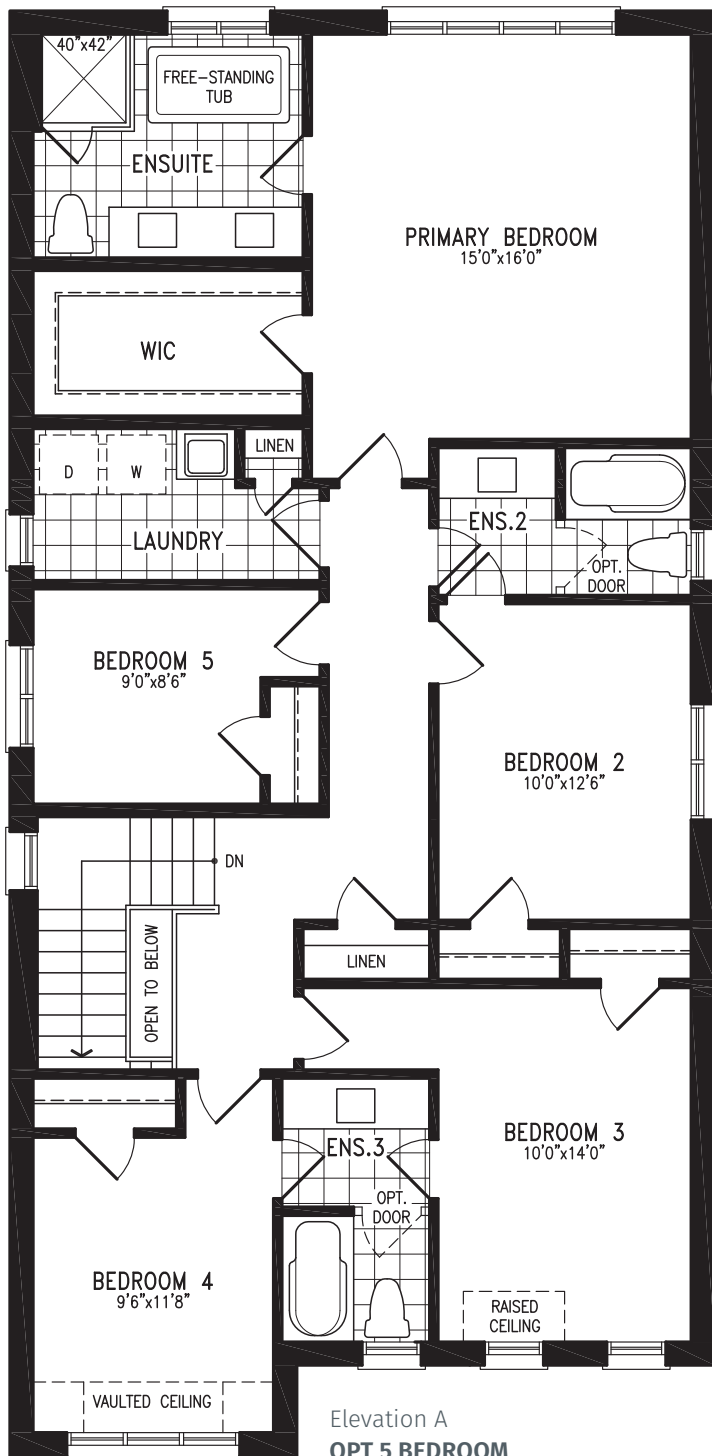 40"x42"
FREE-STANDING
TUB
ENSUITE
PRIMARY BEDROOM
15'0"x16'0"
WIC
LINEN
D
W
LAUNDRY
ENS.2
OPT.
DOOR
BEDROOM 5
9'0"x8'6"
BEDROOM 2
10'0"x12'6"
DN
OPEN TO BELOW
LINEN
BEDROOM 3
10'0"x14'0"
ENS.3
OPT.
DOOR
BEDROOM 4
9'6"x11'8"
RAISED
CEILING
VAULTED CEILING
Elevation A
OPT 5 BEDROOM